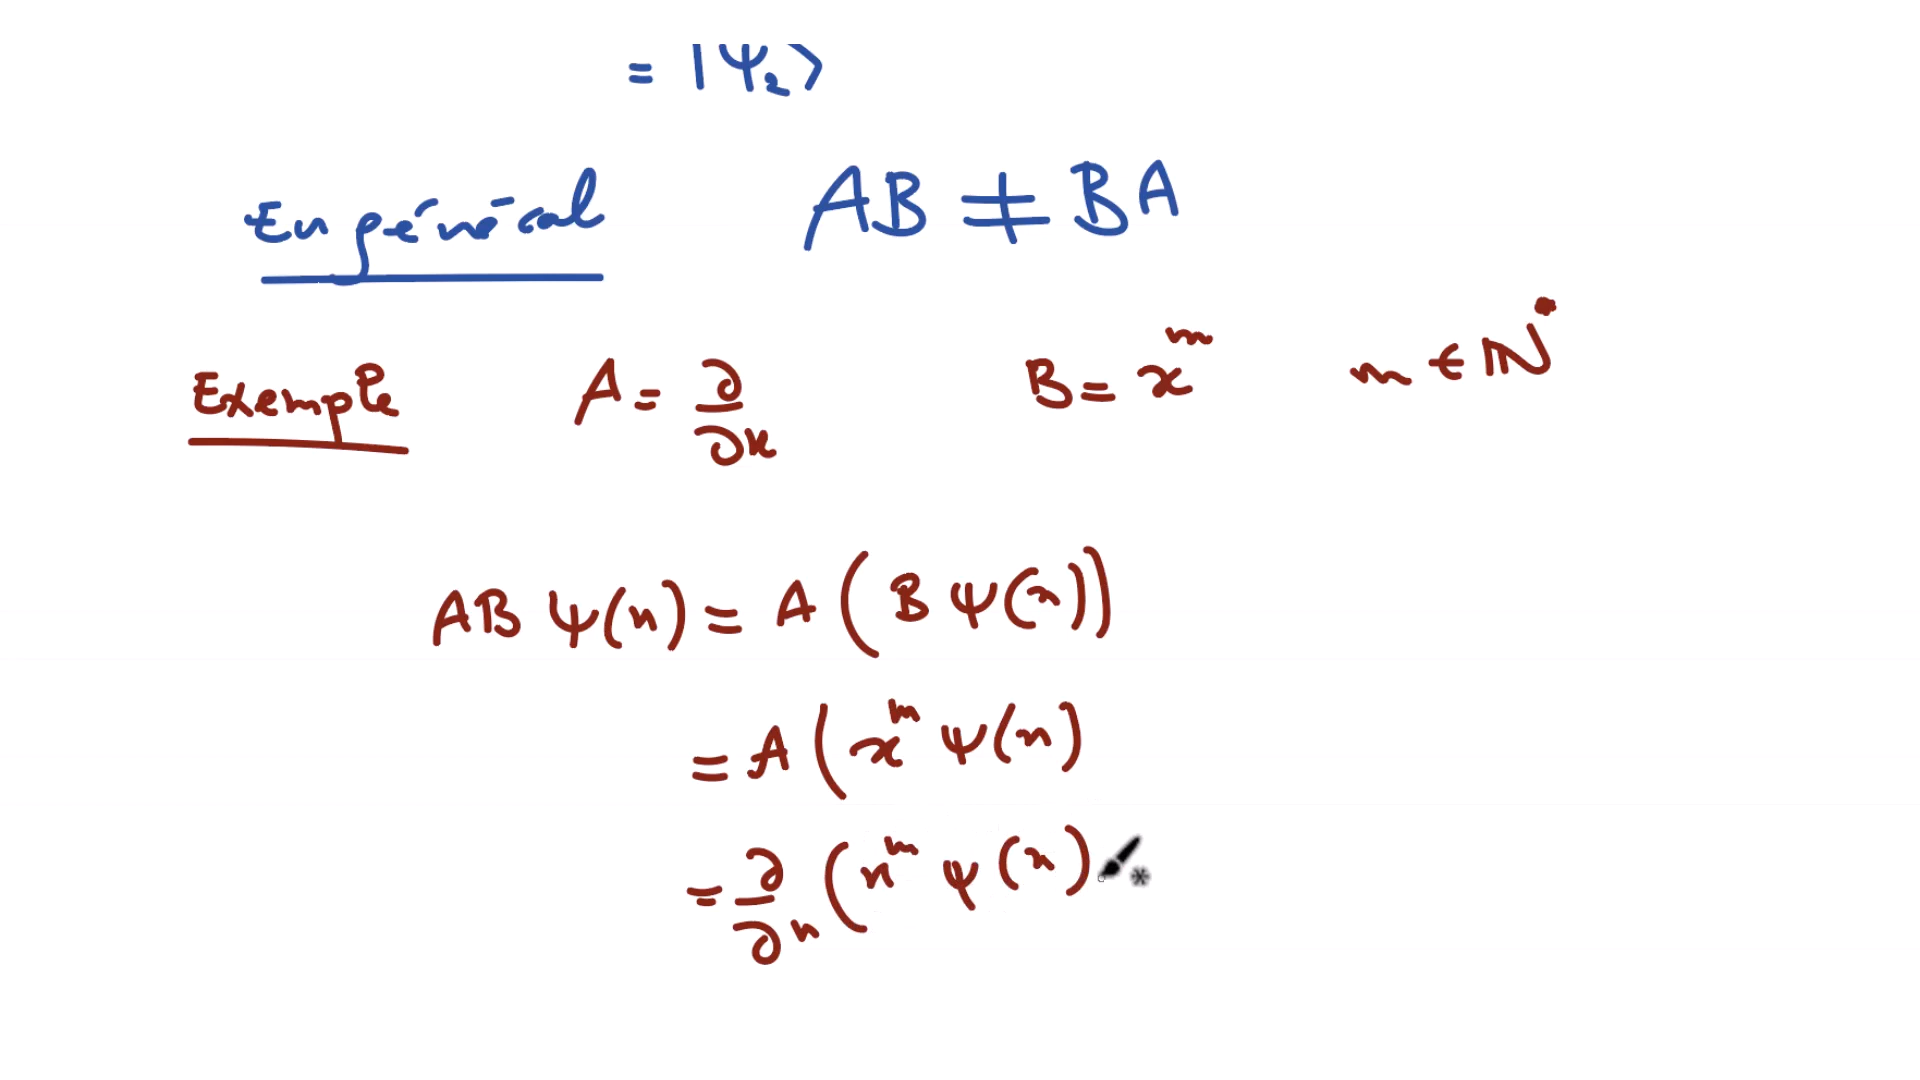 = |Ψ₂⟩
En général AB ≠ BA
Exemple A = ∂/∂x B = x^m m ∈ ℕ*
AB Ψ(x) = A ( B Ψ(x))
= A ( x^m Ψ(x)
= ∂/∂x ( x^m Ψ(x)